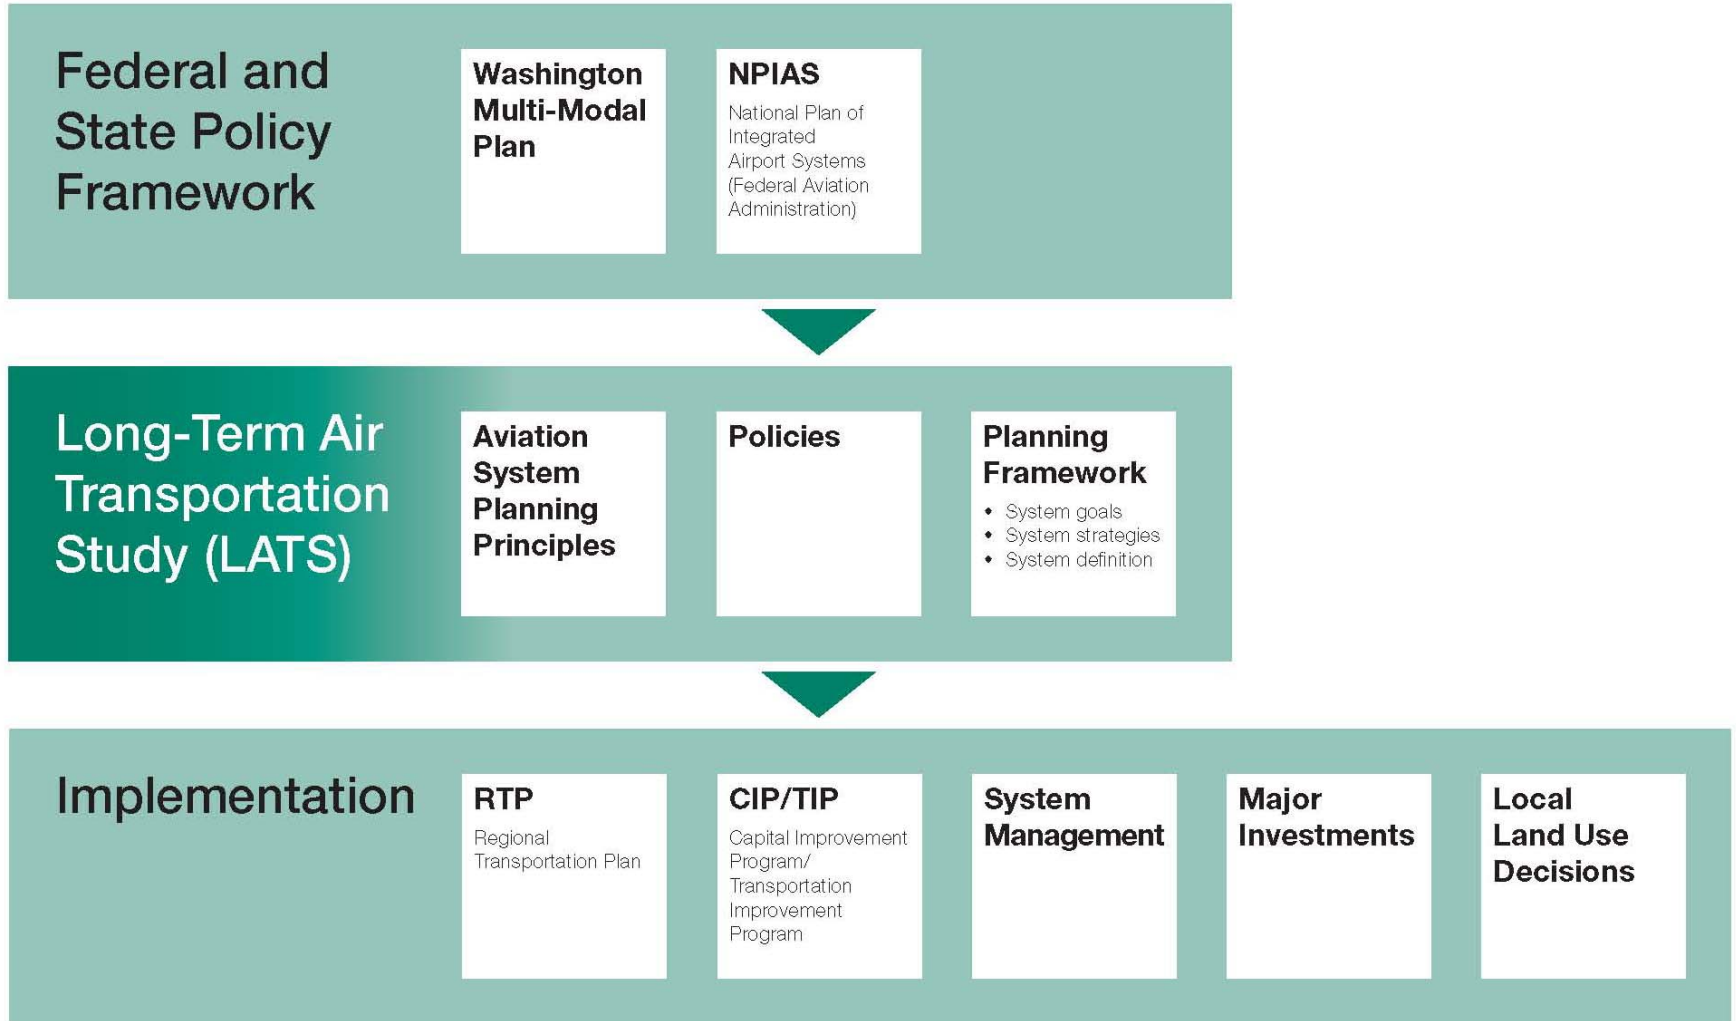 Federal and
State Policy
Framework
Washington
Multi-Modal
Plan
NPIAS
National Plan of
Integrated
Airport Systems
(Federal Aviation
Administration)
Long-Term Air
Transportation
Study (LATS)
Aviation
System
Planning
Principles
Policies
Planning
Framework
• System goals
• System strategies
• System definition
Implementation
RTP
Regional
Transportation Plan
CIP/TIP
Capital Improvement
Program/
Transportation
Improvement
Program
System
Management
Major
Investments
Local
Land Use
Decisions